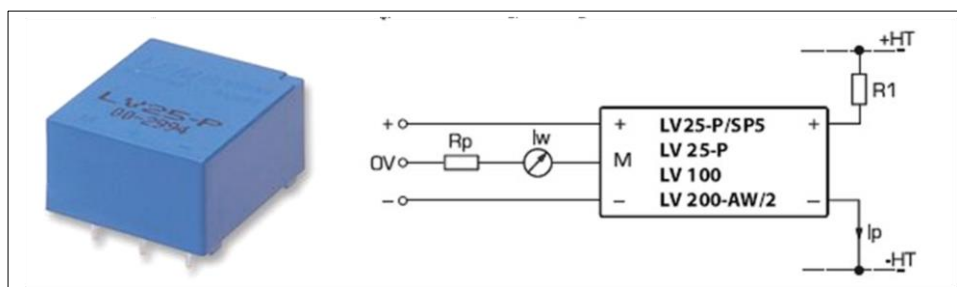 LV25-P
00-2994
+HT
R1
+ + LV25-P/SP5 +
Rp Iw
0V M LV 25-P
LV 100
− − LV 200-AW/2 −
Ip
-HT